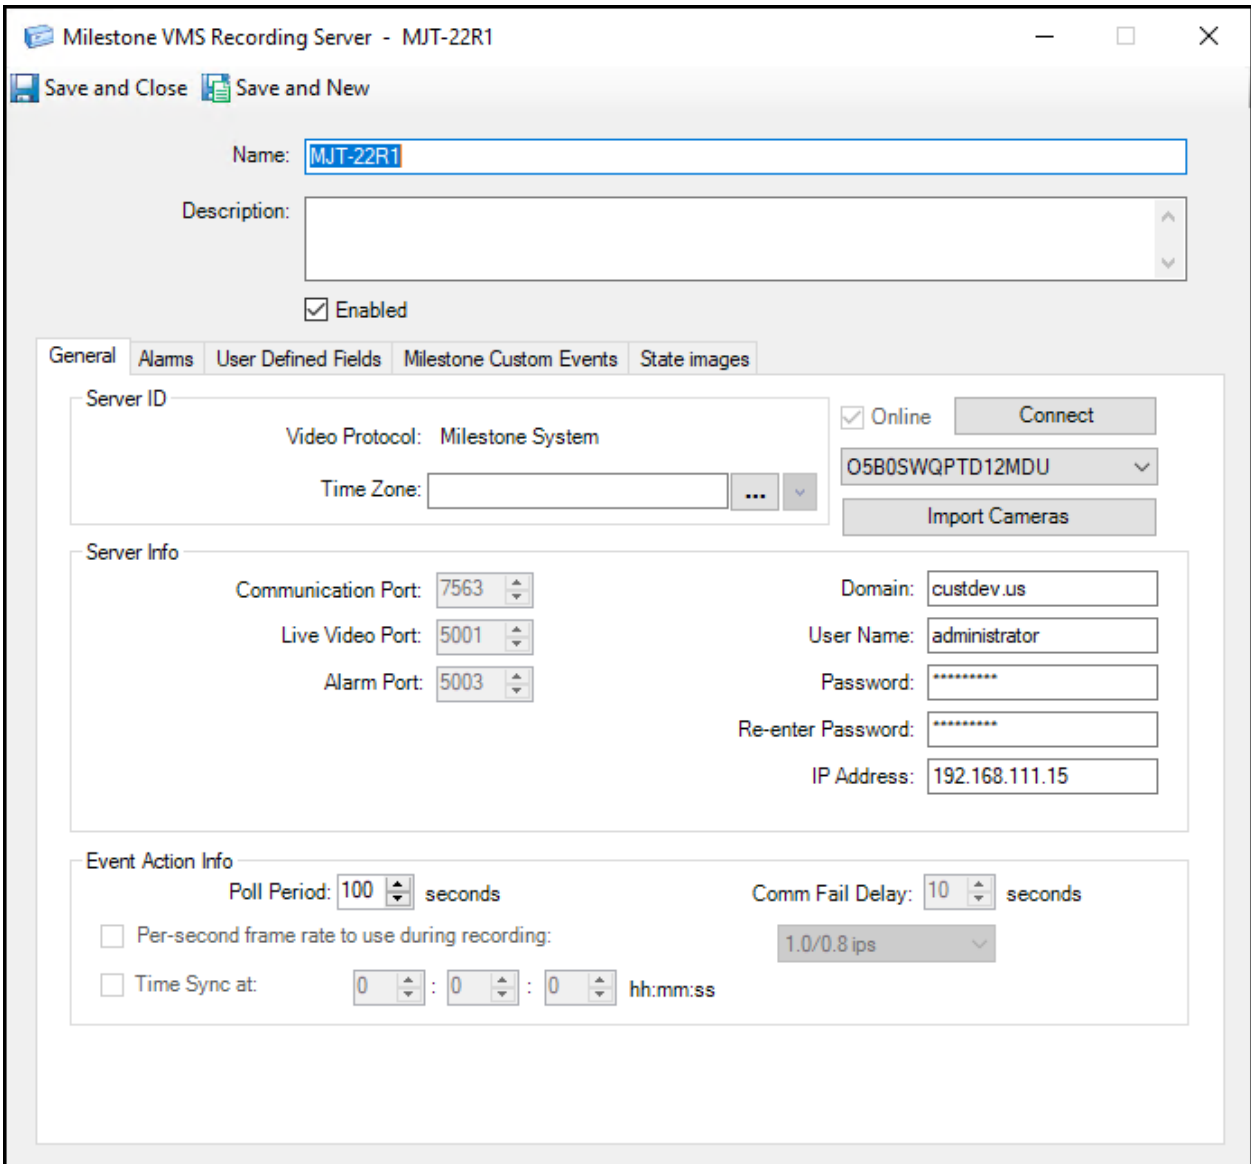 Milestone VMS Recording Server - MJT-22R1
Save and Close Save and New
Name: MJT-22R1
Description:
Enabled
General Alarms User Defined Fields Milestone Custom Events State images
Server ID
Video Protocol: Milestone System
Time Zone: ...
Online Connect
O5B0SWQPTD12MDU
Import Cameras
Server Info
Communication Port: 7563
Live Video Port: 5001
Alarm Port: 5003
Domain: custdev.us
User Name: administrator
Password: *********
Re-enter Password: *********
IP Address: 192.168.111.15
Event Action Info
Poll Period: 100 seconds Comm Fail Delay: 10 seconds
Per-second frame rate to use during recording: 1.0/0.8 ips
Time Sync at: 0 : 0 : 0 hh:mm:ss